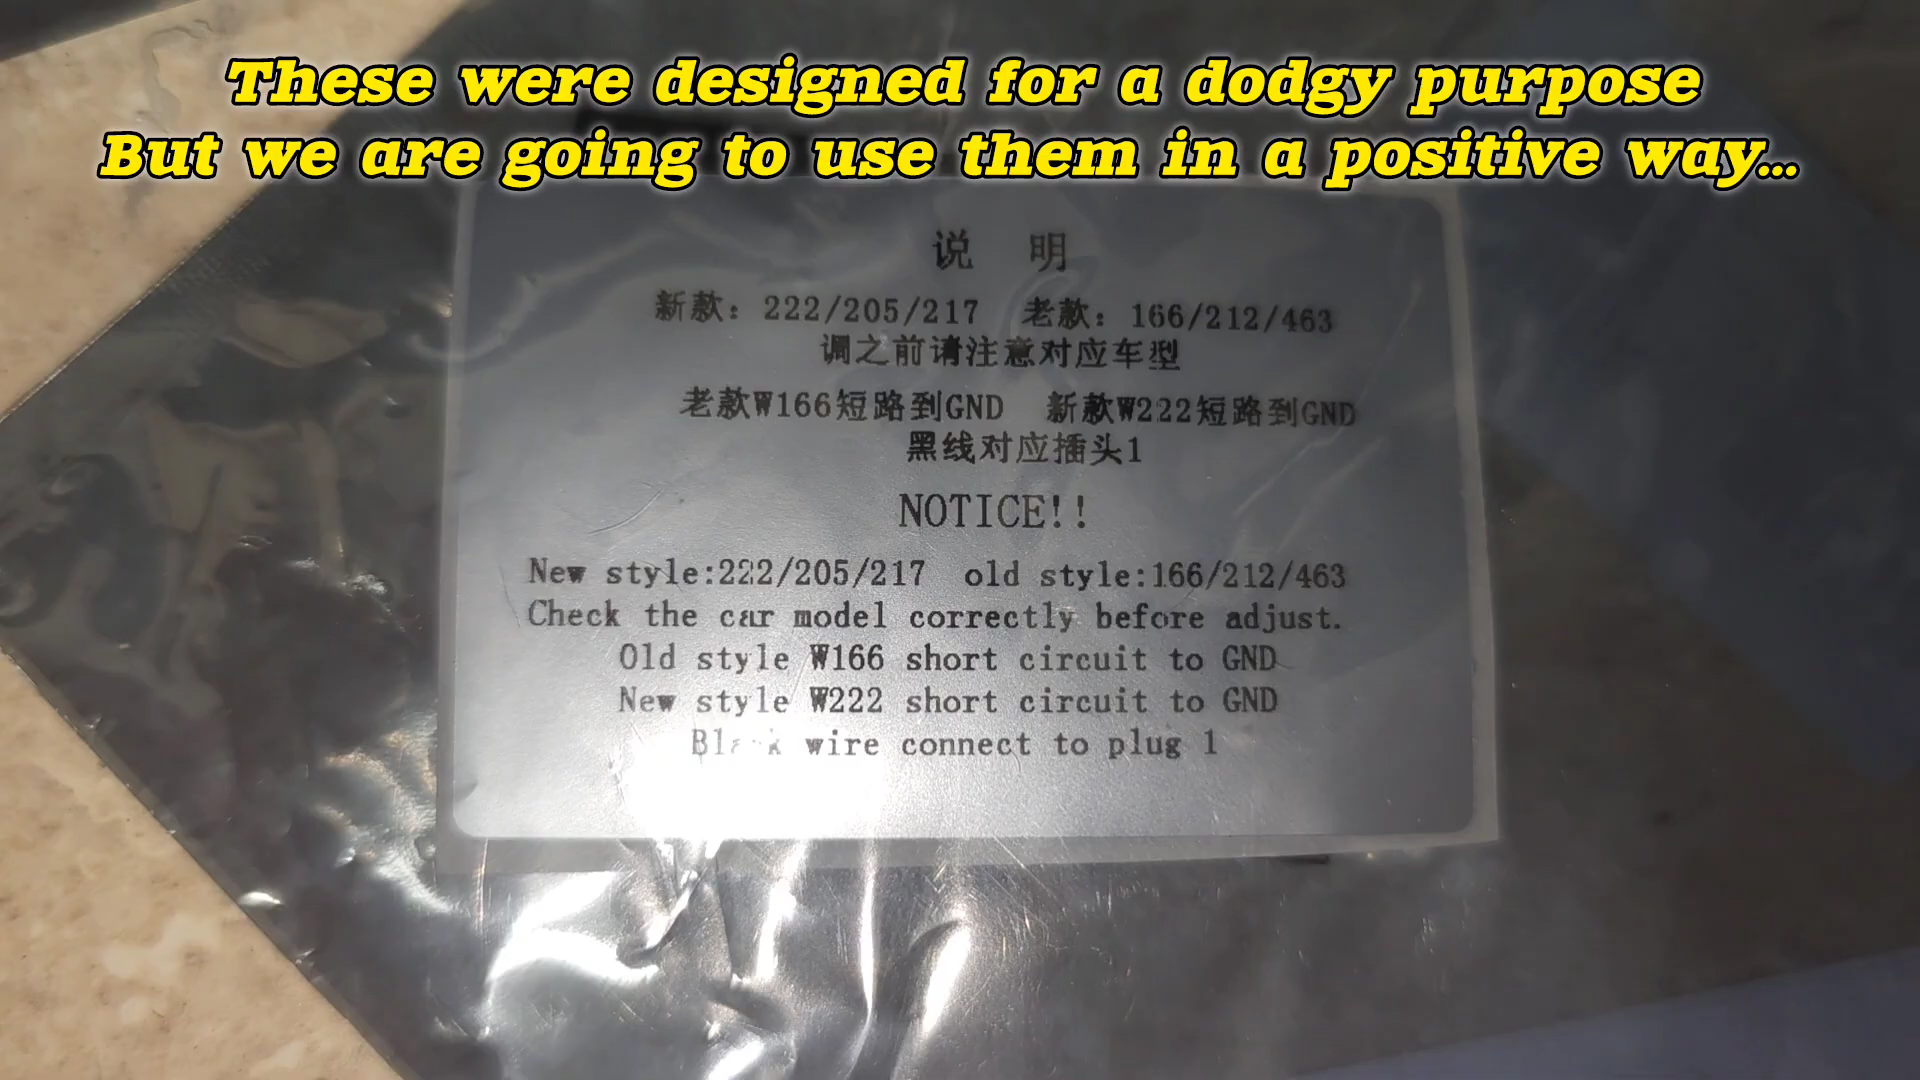 These were designed for a dodgy purpose
But we are going to use them in a positive way...
说 明
新款：222/205/217 老款：166/212/463
调之前请注意对应车型
老款W166短路到GND 新款W222短路到GND
黑线对应插头1
NOTICE!!
New style:222/205/217 old style:166/212/463
Check the car model correctly before adjust.
Old style W166 short circuit to GND
New style W222 short circuit to GND
wire connect to plug 1